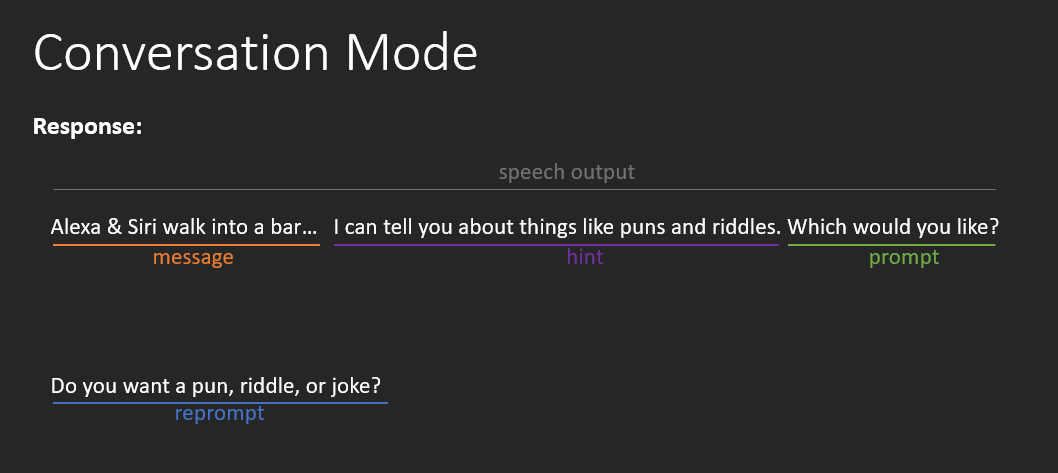 Conversation Mode
Response:
speech output
Alexa & Siri walk into a bar... I can tell you about things like puns and riddles. Which would you like?
message hint prompt
Do you want a pun, riddle, or joke?
reprompt